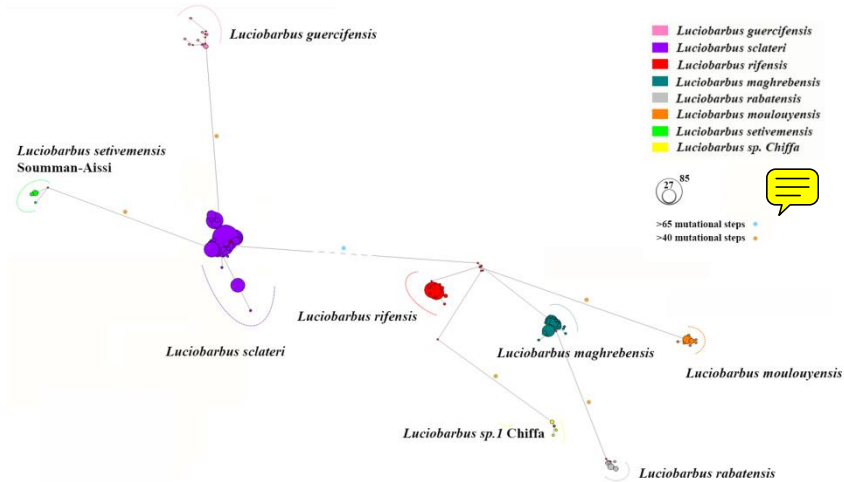 Luciobarbus guercifensis
Luciobarbus guercifensis
Luciobarbus sclateri
Luciobarbus rifensis
Luciobarbus maghrebensis
Luciobarbus rabatensis
Luciobarbus moulouyensis
Luciobarbus setivemensis
Luciobarbus sp. Chiffa
27
85
>65 mutational steps
>40 mutational steps
Luciobarbus setivemensis
Soumman-Aissi
Luciobarbus sclateri
Luciobarbus rifensis
Luciobarbus maghrebensis
Luciobarbus moulouyensis
Luciobarbus sp.1 Chiffa
Luciobarbus rabatensis